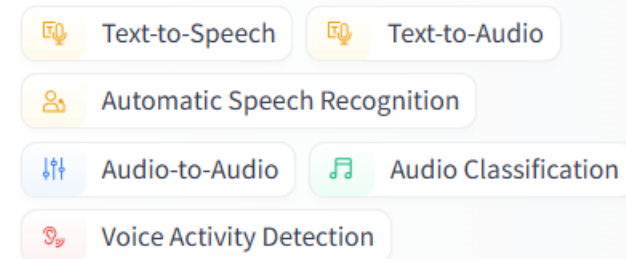 Text-to-Speech Text-to-Audio
Automatic Speech Recognition
Audio-to-Audio Audio Classification
Voice Activity Detection